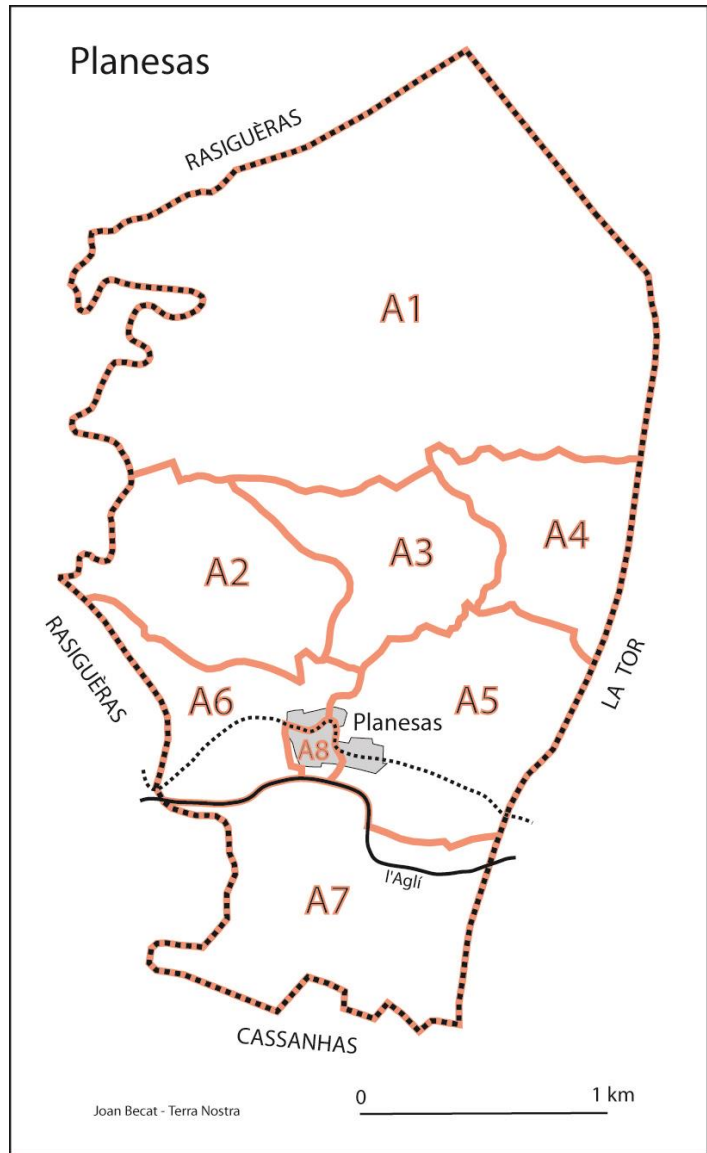 Planesas
RASIGUÈRAS
A1
A2
A3
A4
RASIGUÈRAS
LA TOR
A6
A5
Planesas
A8
l'Aglí
A7
CASSANHAS
Joan Becat - Terra Nostra
0
1 km